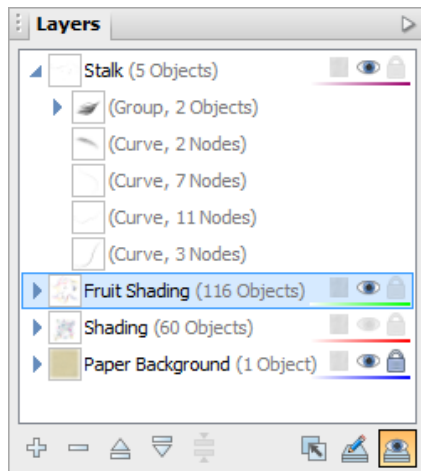 Layers
Stalk (5 Objects)
(Group, 2 Objects)
(Curve, 2 Nodes)
(Curve, 7 Nodes)
(Curve, 11 Nodes)
(Curve, 3 Nodes)
Fruit Shading (116 Objects)
Shading (60 Objects)
Paper Background (1 Object)